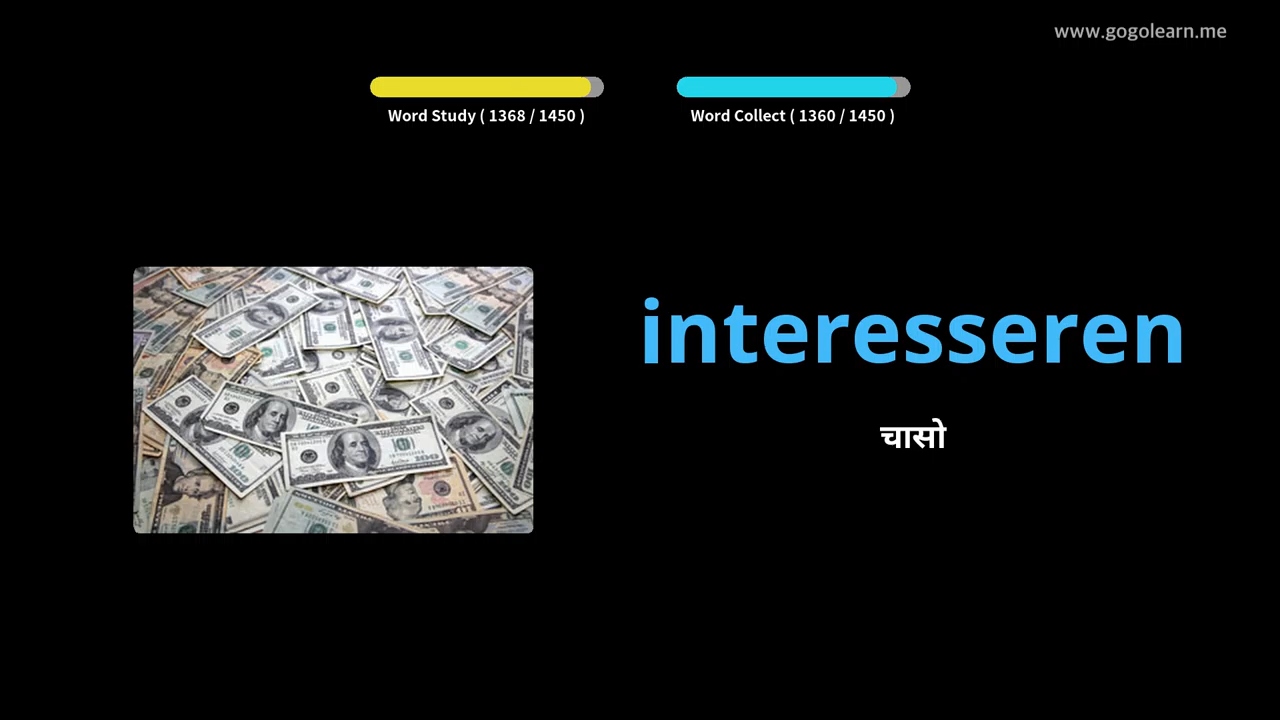 www.gogolearn.me
Word Study ( 1368 / 1450 )
Word Collect ( 1360 / 1450 )
interesseren
चासो